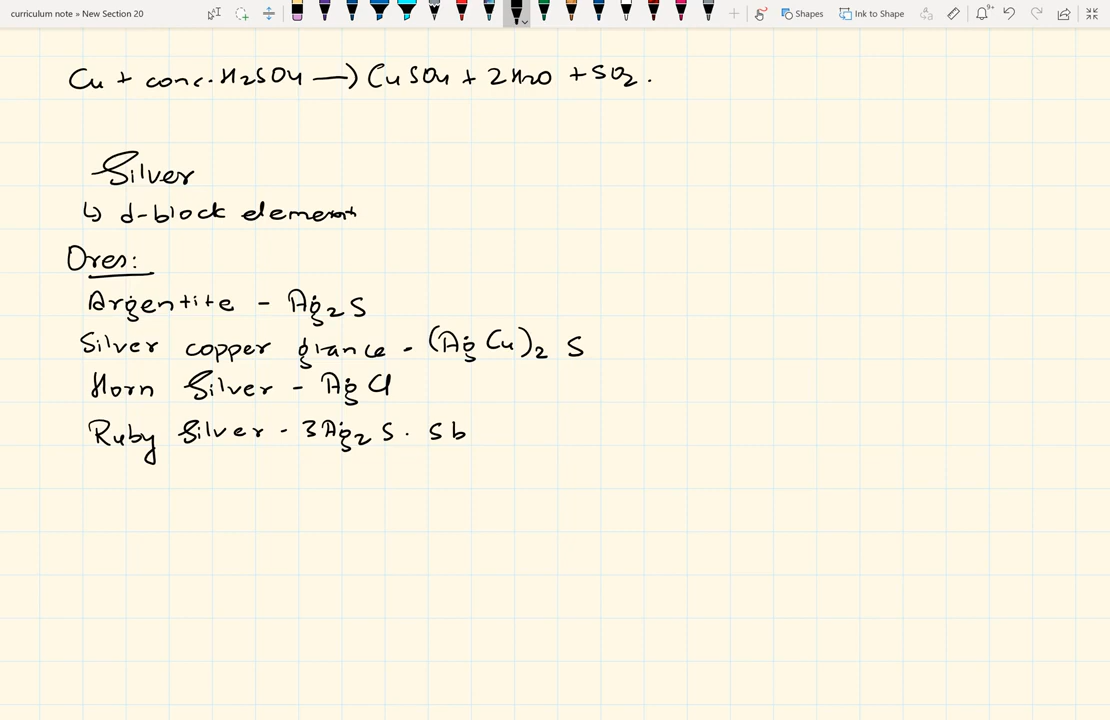 curriculum note » New Section 20
Shapes
Ink to Shape
9+
Cu + conc. H2SO4 —> CuSO4 + 2H2O + SO2.
Silver
↳ d-block element
Ores:
Argentite - Ag2S
Silver copper glance - (AgCu)2 S
Horn Silver - AgCl
Ruby Silver - 3Ag2S. Sb